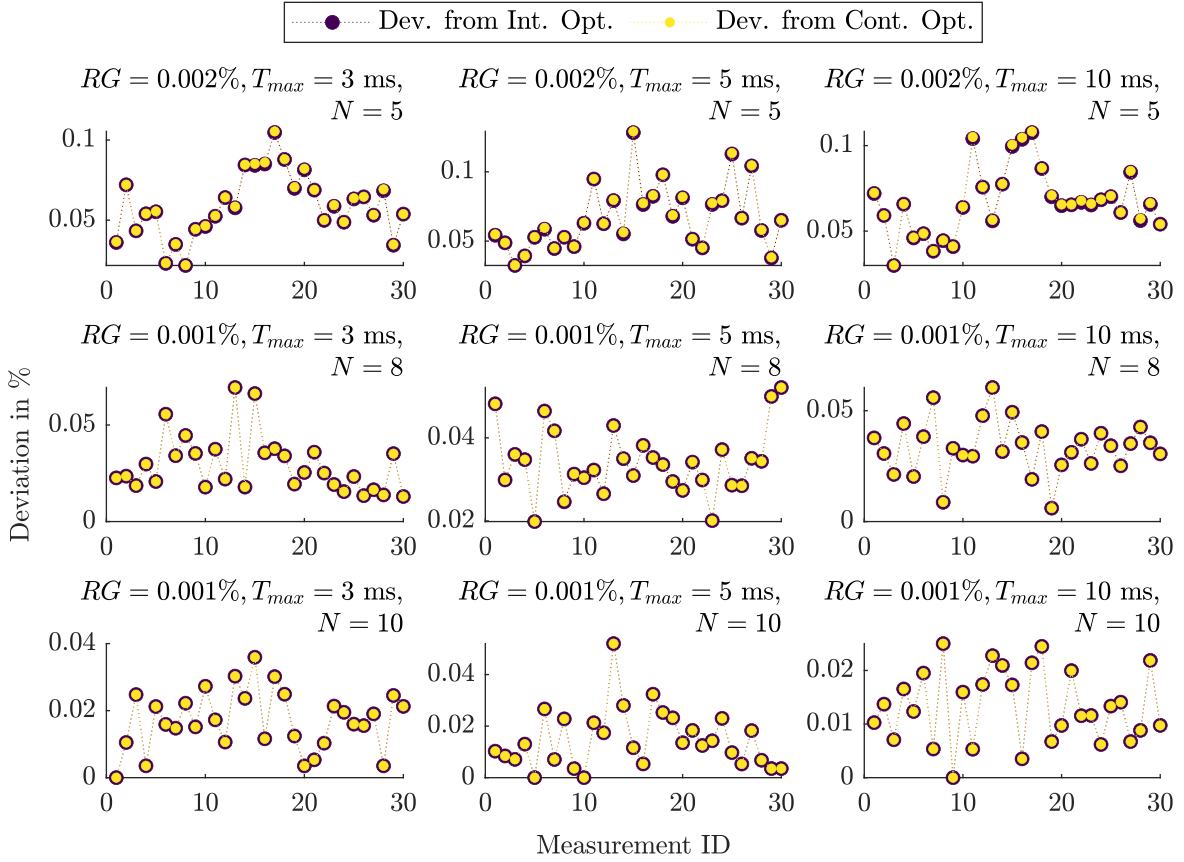 Dev. from Int. Opt. Dev. from Cont. Opt.
RG = 0.002%, T_max = 3 ms,
N = 5
RG = 0.002%, T_max = 5 ms,
N = 5
RG = 0.002%, T_max = 10 ms,
N = 5
0.1
0.05
0 10 20 30
0.1
0.05
0 10 20 30
0.1
0.05
0 10 20 30
RG = 0.001%, T_max = 3 ms,
N = 8
RG = 0.001%, T_max = 5 ms,
N = 8
RG = 0.001%, T_max = 10 ms,
N = 8
Deviation in %
0.05
0
0 10 20 30
0.04
0.02
0 10 20 30
0.05
0
0 10 20 30
RG = 0.001%, T_max = 3 ms,
N = 10
RG = 0.001%, T_max = 5 ms,
N = 10
RG = 0.001%, T_max = 10 ms,
N = 10
0.04
0.02
0
0 10 20 30
0.04
0.02
0
0 10 20 30
0.02
0.01
0
0 10 20 30
Measurement ID